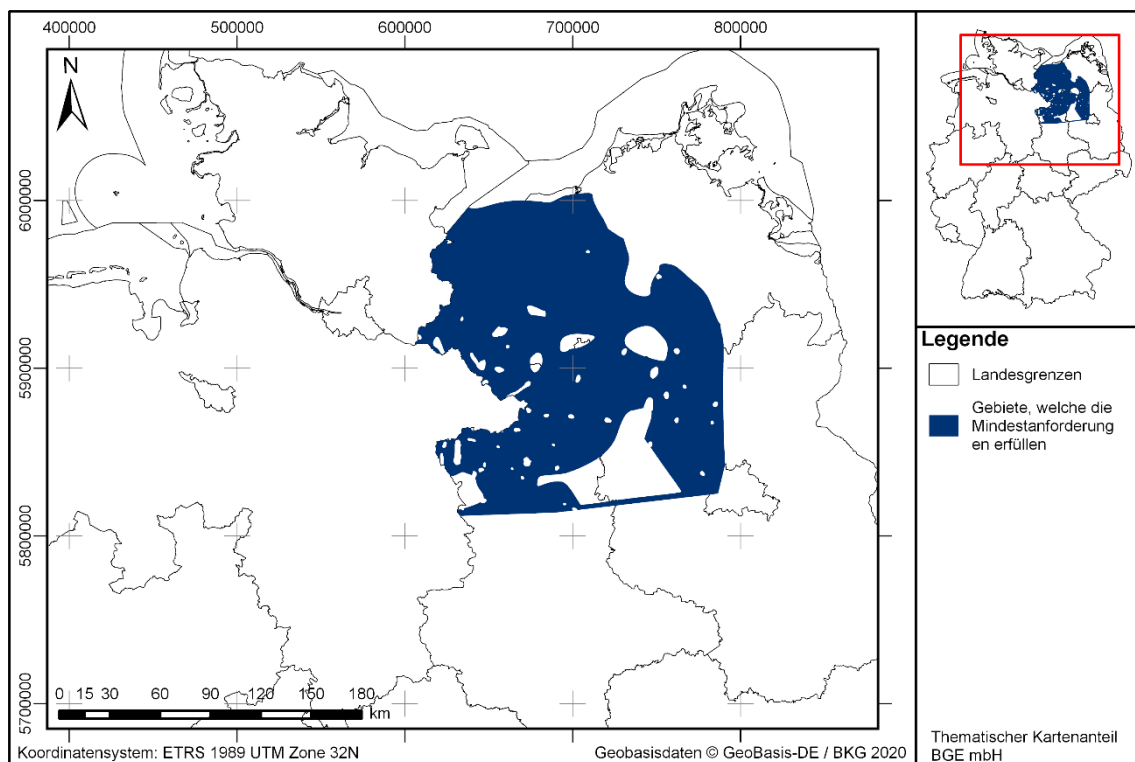 400000
500000
600000
700000
800000
N
6000000
5900000
5800000
5700000
0 15 30 60 90 120 150 180
km
Koordinatensystem: ETRS 1989 UTM Zone 32N
Geobasisdaten © GeoBasis-DE / BKG 2020
Legende
Landesgrenzen
Gebiete, welche die
Mindestanforderung
en erfüllen
Thematischer Kartenanteil
BGE mbH